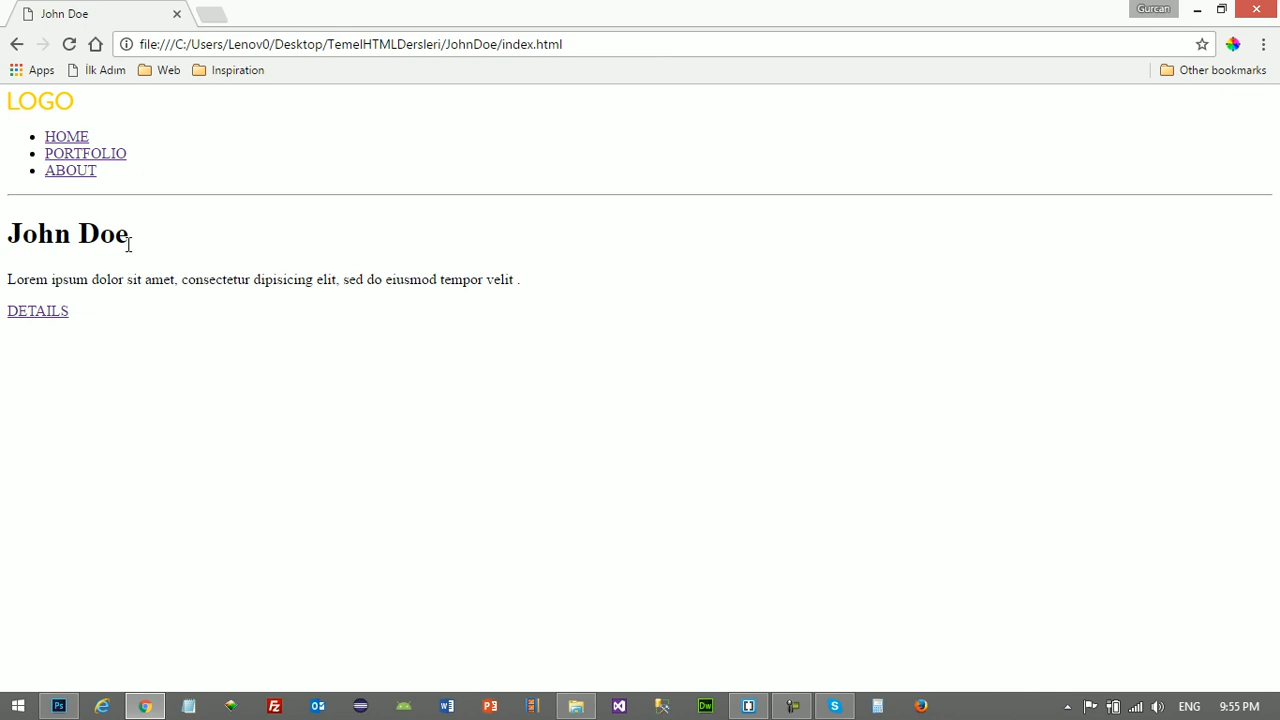 John Doe
Gurcan
file:///C:/Users/Lenov0/Desktop/TemelHTMLDersleri/JohnDoe/index.html
Apps İlk Adım Web Inspiration Other bookmarks
LOGO
HOME
PORTFOLIO
ABOUT
John Doe
Lorem ipsum dolor sit amet, consectetur dipisicing elit, sed do eiusmod tempor velit .
DETAILS
ENG 9:55 PM